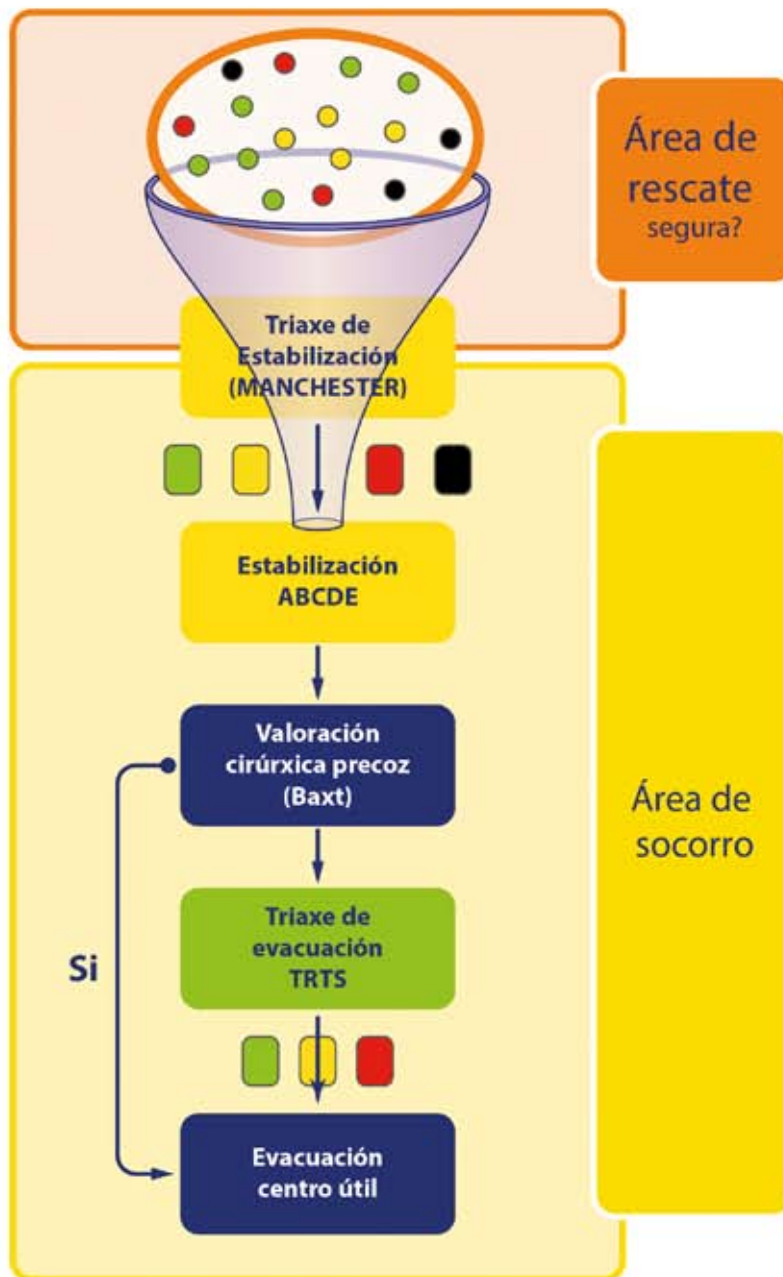 Área de
rescate
segura?
Triaxe de
Estabilización
(MANCHESTER)
Estabilización
ABCDE
Valoración
cirúrxica precoz
(Baxt)
Triaxe de
evacuación
TRTS
Si
Evacuación
centro útil
Área de
socorro